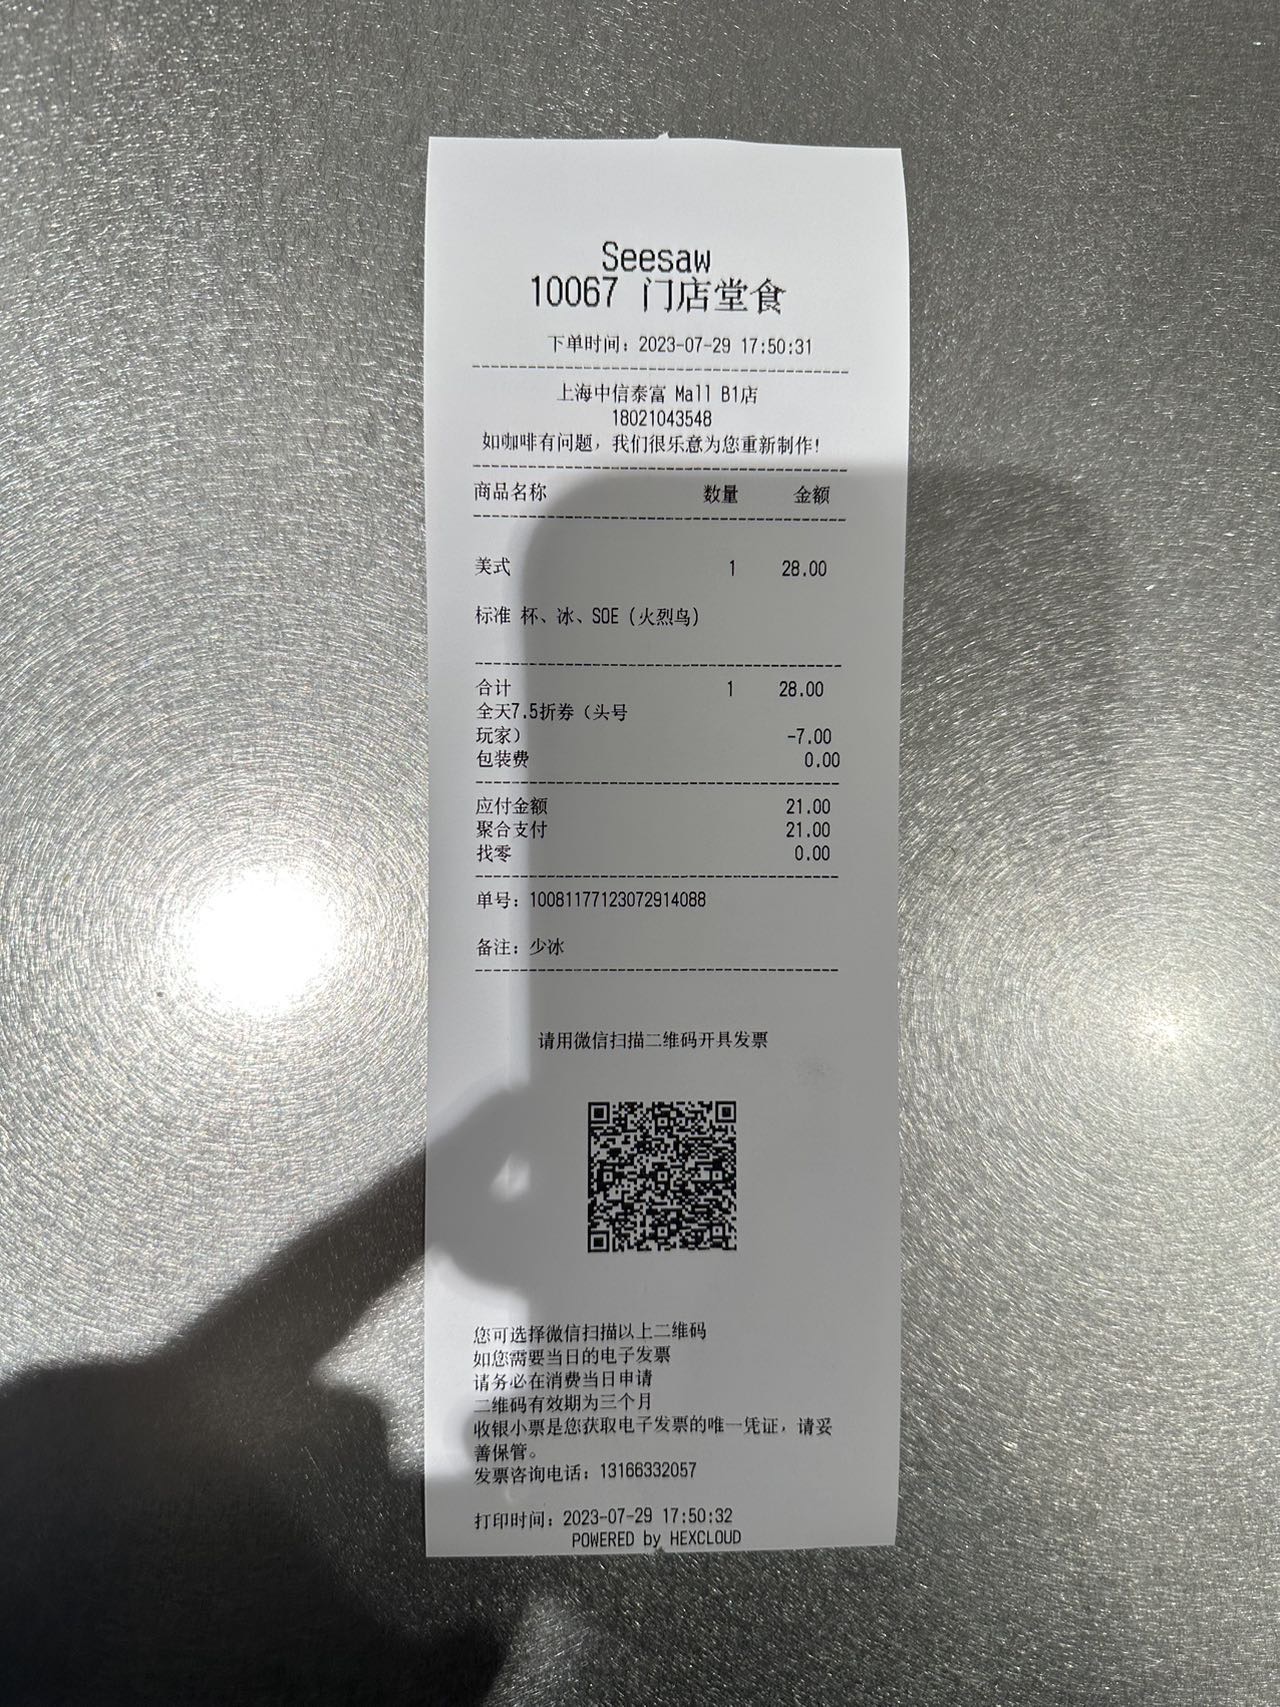 Seesaw
10067 门店堂食
下单时间：2023-07-29 17:50:31
上海中信泰富 Mall B1店
18021043548
如咖啡有问题，我们很乐意为您重新制作！
商品名称 数量 金额
美式 1 28.00
标准 杯、冰、SOE（火烈鸟）
合计 1 28.00
全天7.5折券（头号
玩家） -7.00
包装费 0.00
应付金额 21.00
聚合支付 21.00
找零 0.00
单号：10081177123072914088
备注：少冰
请用微信扫描二维码开具发票
您可选择微信扫描以上二维码
如您需要当日的电子发票
请务必在消费当日申请
二维码有效期为三个月
收银小票是您获取电子发票的唯一凭证，请妥
善保管。
发票咨询电话：13166332057
打印时间：2023-07-29 17:50:32
POWERED by HEXCLOUD